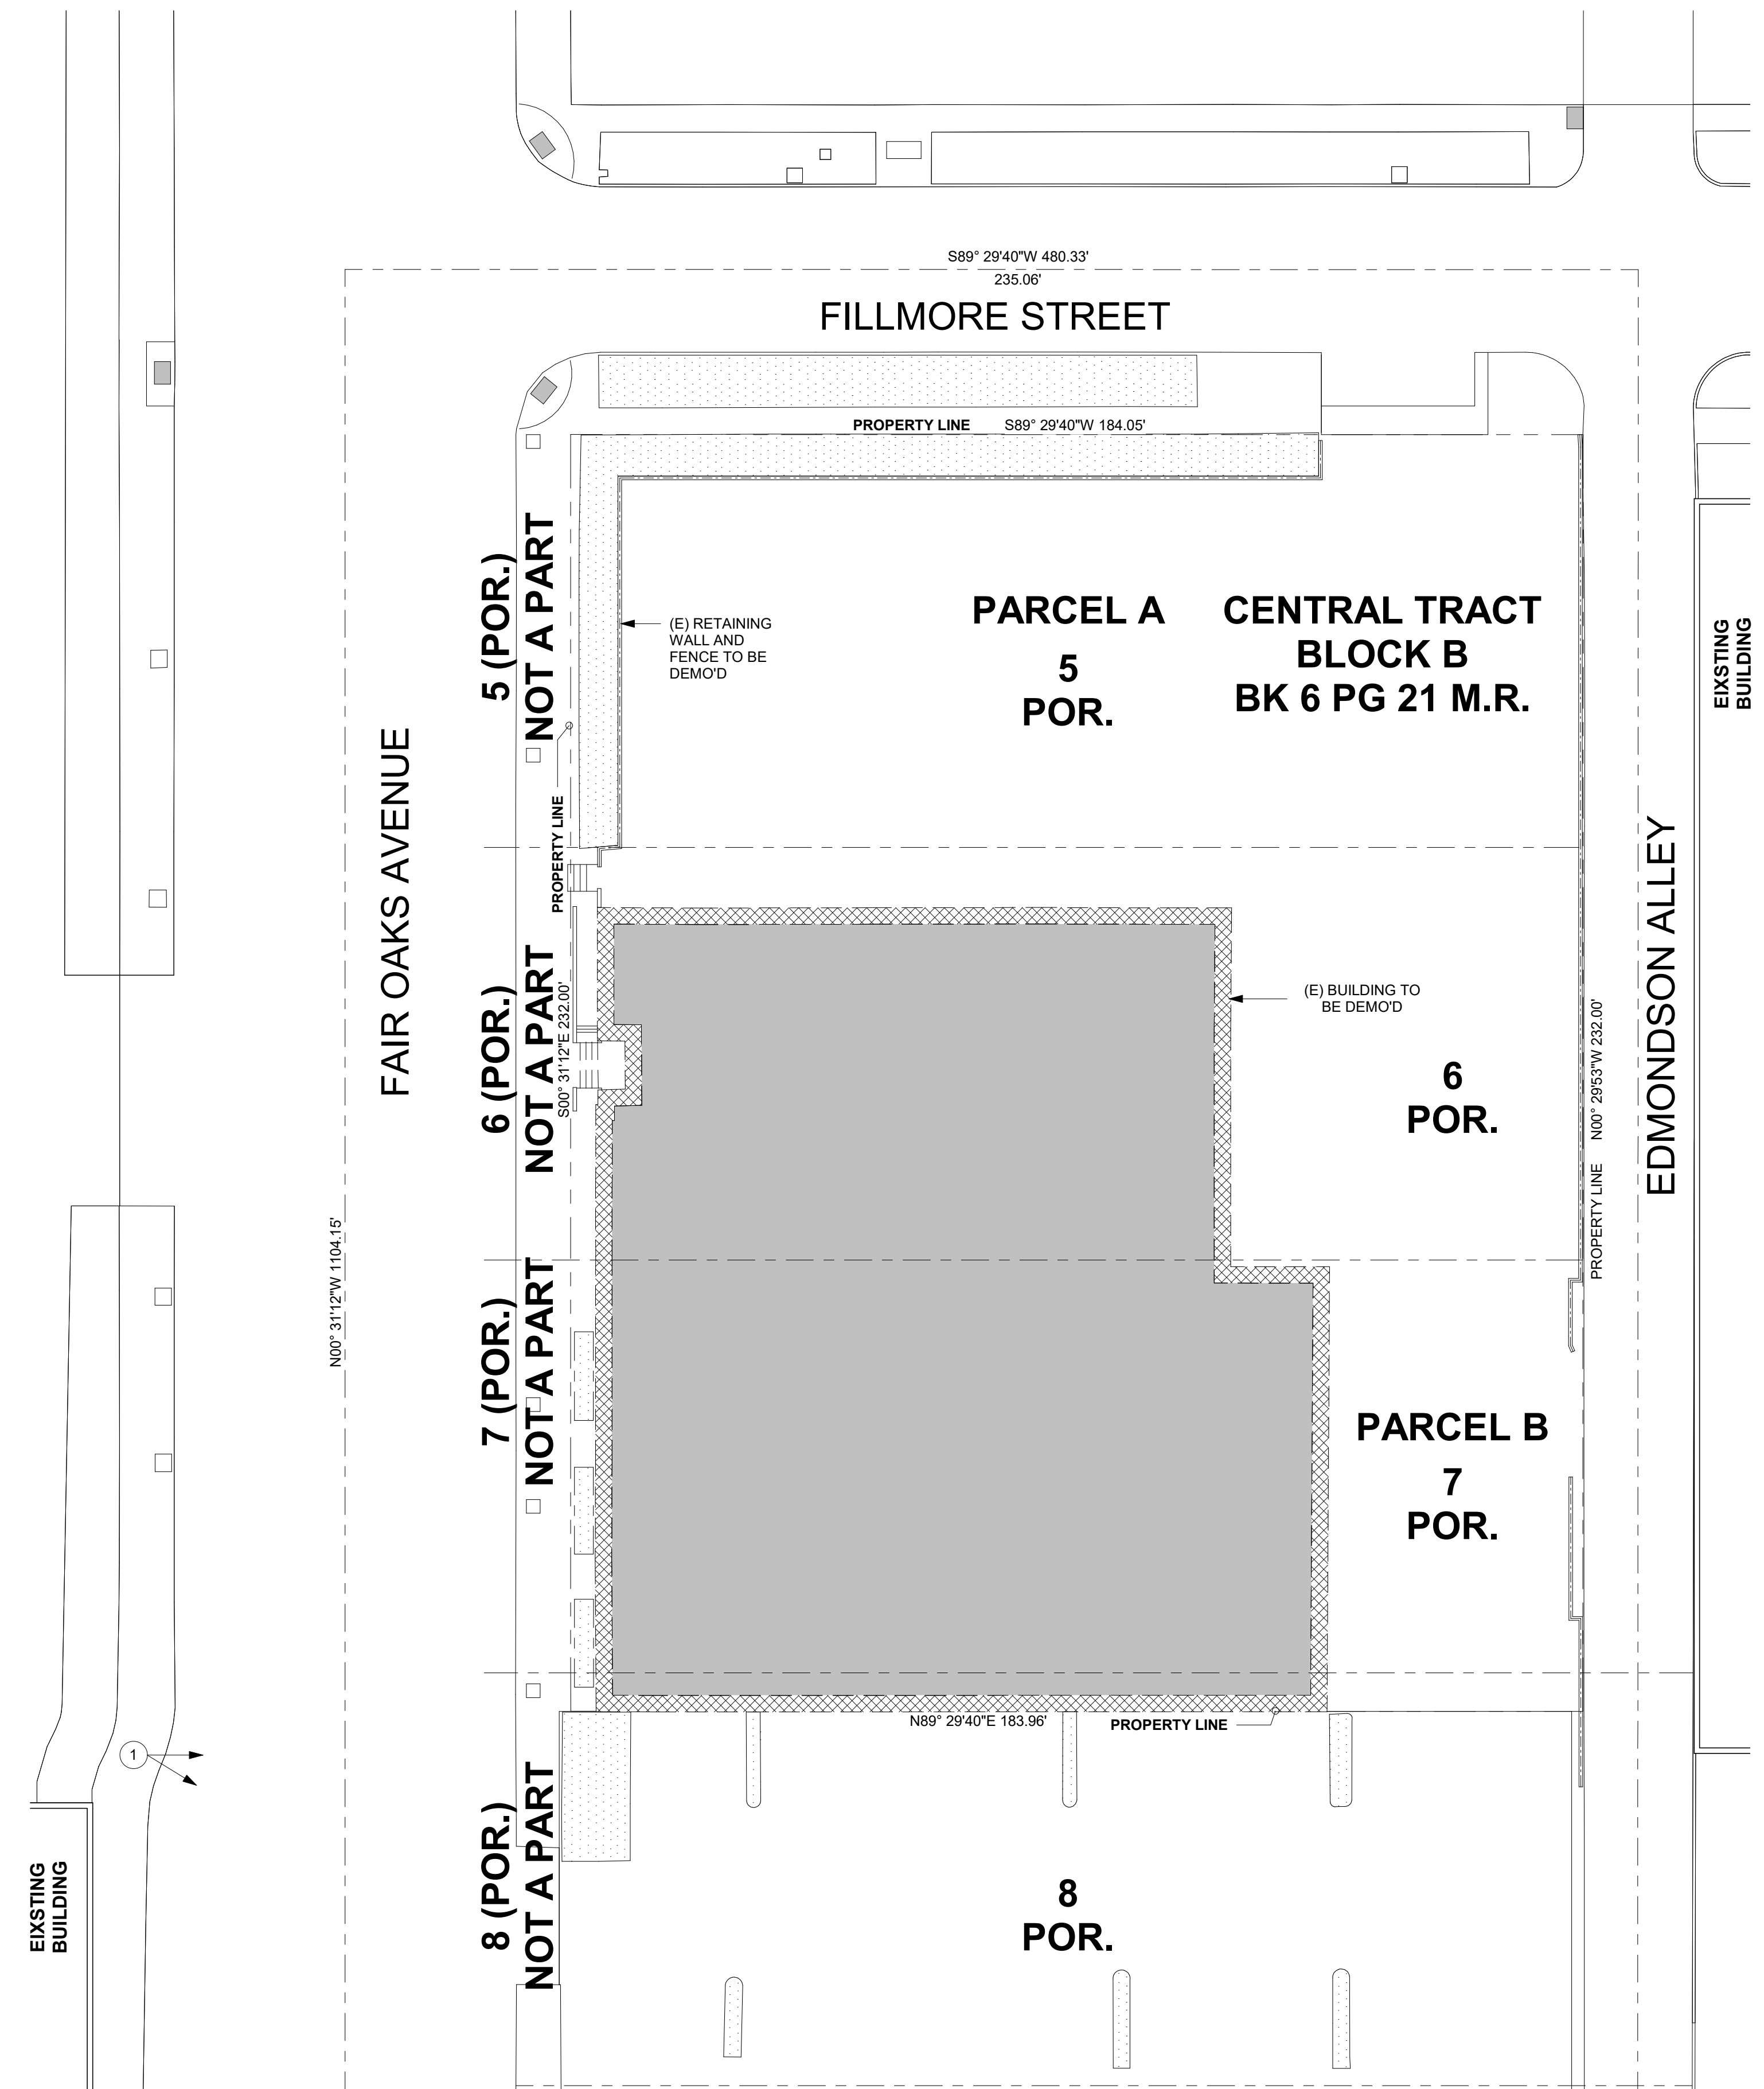 S89° 29'40"W 480.33'
235.06'
FILLMORE STREET
PROPERTY LINE S89° 29'40"W 184.05'
5 (POR.)
NOT A PART
(E) RETAINING
WALL AND
FENCE TO BE
DEMO'D
PARCEL A
5
POR.
CENTRAL TRACT
BLOCK B
BK 6 PG 21 M.R.
EIXSTING
BUILDING
FAIR OAKS AVENUE
PROPERTY LINE
EDMONDSON ALLEY
6 (POR.)
NOT A PART
S00° 31'12"E 232.00'
(E) BUILDING TO
BE DEMO'D
6
POR.
PROPERTY LINE N00° 29'53"W 232.00'
N00° 31'12"W 1104.15'
7 (POR.)
NOT A PART
PARCEL B
7
POR.
N89° 29'40"E 183.96'
PROPERTY LINE
1
8 (POR.)
NOT A PART
8
POR.
EIXSTING
BUILDING